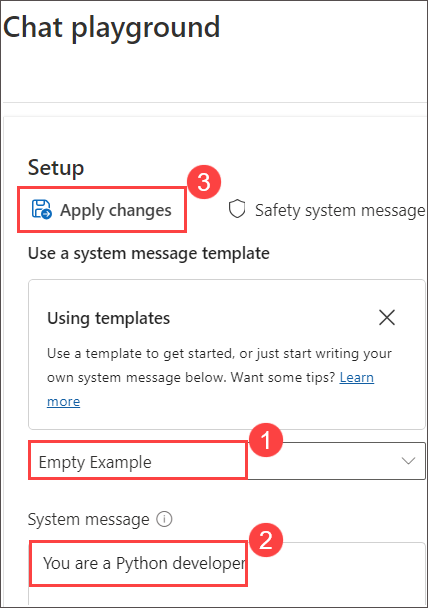 Chat playground
Setup
3
Apply changes
Safety system message
Use a system message template
Using templates
Use a template to get started, or just start writing your
own system message below. Want some tips? Learn
more
1
Empty Example
System message
2
You are a Python developer